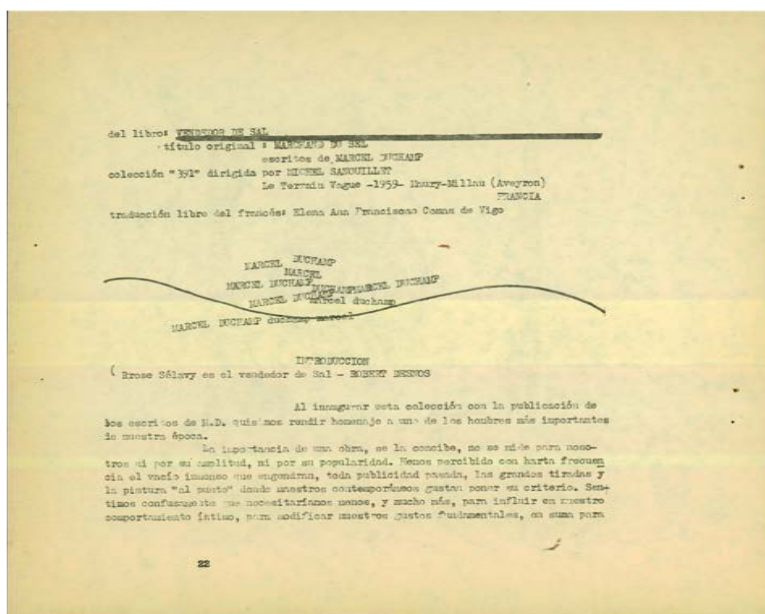 del libro: VENDEDOR DE SAL
título original : MARCHAND DU SEL
escritos de MARCEL DUCHAMP
colección "391" dirigida por MICHEL SANOUILLET
Le Terrain Vague -1959- Lhury-Millau (Aveyron)
FRANCIA
traducción libre del francés: Elena Ana Francisca Comas de Vigo
MARCEL DUCHAMP
MARCEL
MARCEL DUCHAMP DUCHAMP MARCEL DUCHAMP
MARCEL DUCHAMP marcel duchamp
MARCEL DUCHAMP duchamp marcel
INTRODUCCION
( Rrose Sélavy es el vendedor de Sal - ROBERT DESNOS
Al inaugurar esta colección con la publicación de
los escritos de M.D. quisimos rendir homenaje a uno de los hombres más importantes
de nuestra época.
La importancia de una obra, se la concibe, no se mide para noso-
tros ni por su amplitud, ni por su popularidad. Hemos percibido con harta frecuen
cia el vacío inmenso que engendran, toda publicidad pasada, las grandes tiradas y
la pintura "al pasto" donde nuestros contemporáneos gustan poner su criterio. Sen-
timos confusamente que necesitaríamos menos, y mucho más, para influir en nuestro
comportamiento íntimo, para modificar nuestros gustos fundamentales, en suma para
22